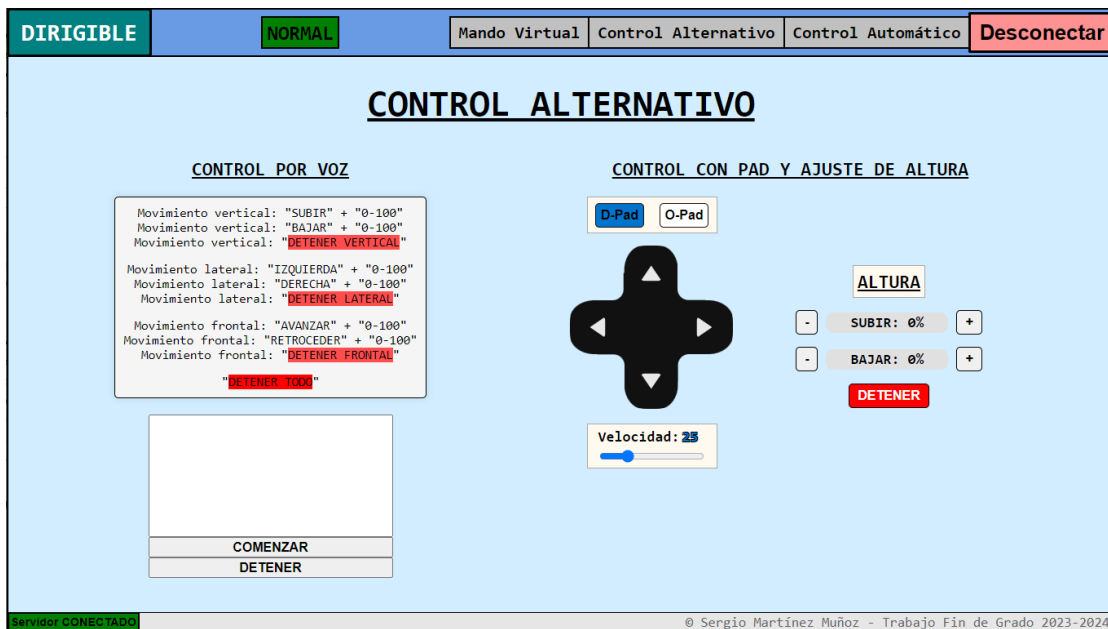 DIRIGIBLE
NORMAL
Mando Virtual
Control Alternativo
Control Automático
Desconectar
CONTROL ALTERNATIVO
CONTROL POR VOZ
Movimiento vertical: "SUBIR" + "0-100"
Movimiento vertical: "BAJAR" + "0-100"
Movimiento vertical: "DETENER VERTICAL"
Movimiento lateral: "IZQUIERDA" + "0-100"
Movimiento lateral: "DERECHA" + "0-100"
Movimiento lateral: "DETENER LATERAL"
Movimiento frontal: "AVANZAR" + "0-100"
Movimiento frontal: "RETROCEDER" + "0-100"
Movimiento frontal: "DETENER FRONTAL"
"DETENER TODO"
COMENZAR
DETENER
CONTROL CON PAD Y AJUSTE DE ALTURA
D-Pad
O-Pad
Velocidad: 25
ALTURA
- SUBIR: 0% +
- BAJAR: 0% +
DETENER
Servidor CONECTADO
© Sergio Martínez Muñoz - Trabajo Fin de Grado 2023-2024